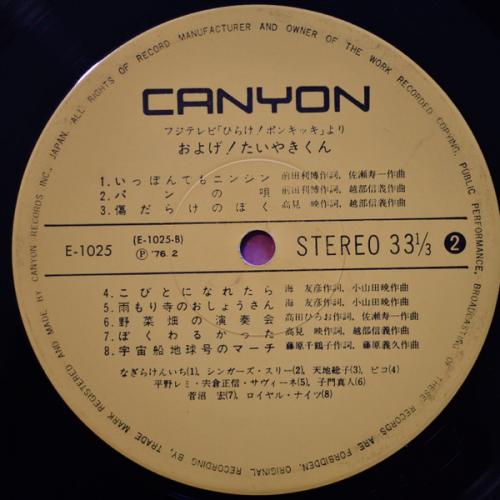 CANYON
フジテレビ「ひらけ!ポンキッキ」より
およげ!たいやきくん
1.いっぽんでもニンジン 前田利博作詞、佐瀬寿一作曲
2.パンの唄 前田利博作詞、越部信義作曲
3.傷だらけのぼく 高見映作詞、越部信義作曲
E-1025 (E-1025-B) STEREO 33⅓ 2
Ⓟ '76.2
4.こびとになれたら 海友彦作詞、小山田暁作曲
5.雨もり寺のおしょうさん 海友彦作詞、小山田暁作曲
6.野菜畑の演奏会 高田ひろお作詞、佐瀬寿一作曲
7.ぼくわるかった 高見映作詞、越部信義作曲
8.宇宙船地球号のマーチ 藤原千鶴子作詞、藤原義久作曲
なぎらけんいち(1)、シンガーズ・スリー(2)、天地総子(3)、ピコ(4)
平野レミ・宍倉正信・サヴィーネ(5)、子門真人(6)
菅沼宏(7)、ロイヤル・ナイツ(8)
TRADE MARK REGISTERED AND MADE BY CANYON RECORDS INC., JAPAN. ALL RIGHTS OF RECORD MANUFACTURER AND OWNER OF THE WORK RECORDED COPYING, PUBLIC PERFORMANCE, BROADCASTING OF THESE RECORDS ARE FORBIDDEN. ORIGINAL RECORDING BY